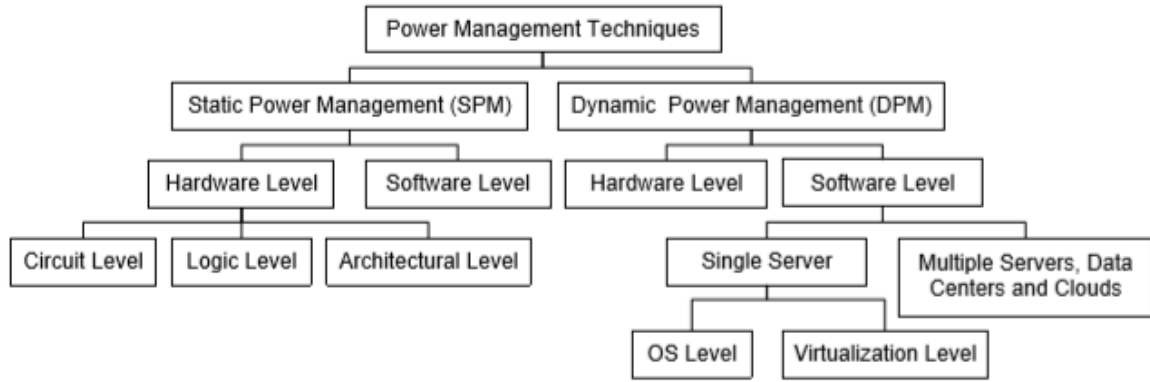 Power Management Techniques
Static Power Management (SPM)
Dynamic Power Management (DPM)
Hardware Level
Software Level
Hardware Level
Software Level
Circuit Level
Logic Level
Architectural Level
Single Server
Multiple Servers, Data
Centers and Clouds
OS Level
Virtualization Level